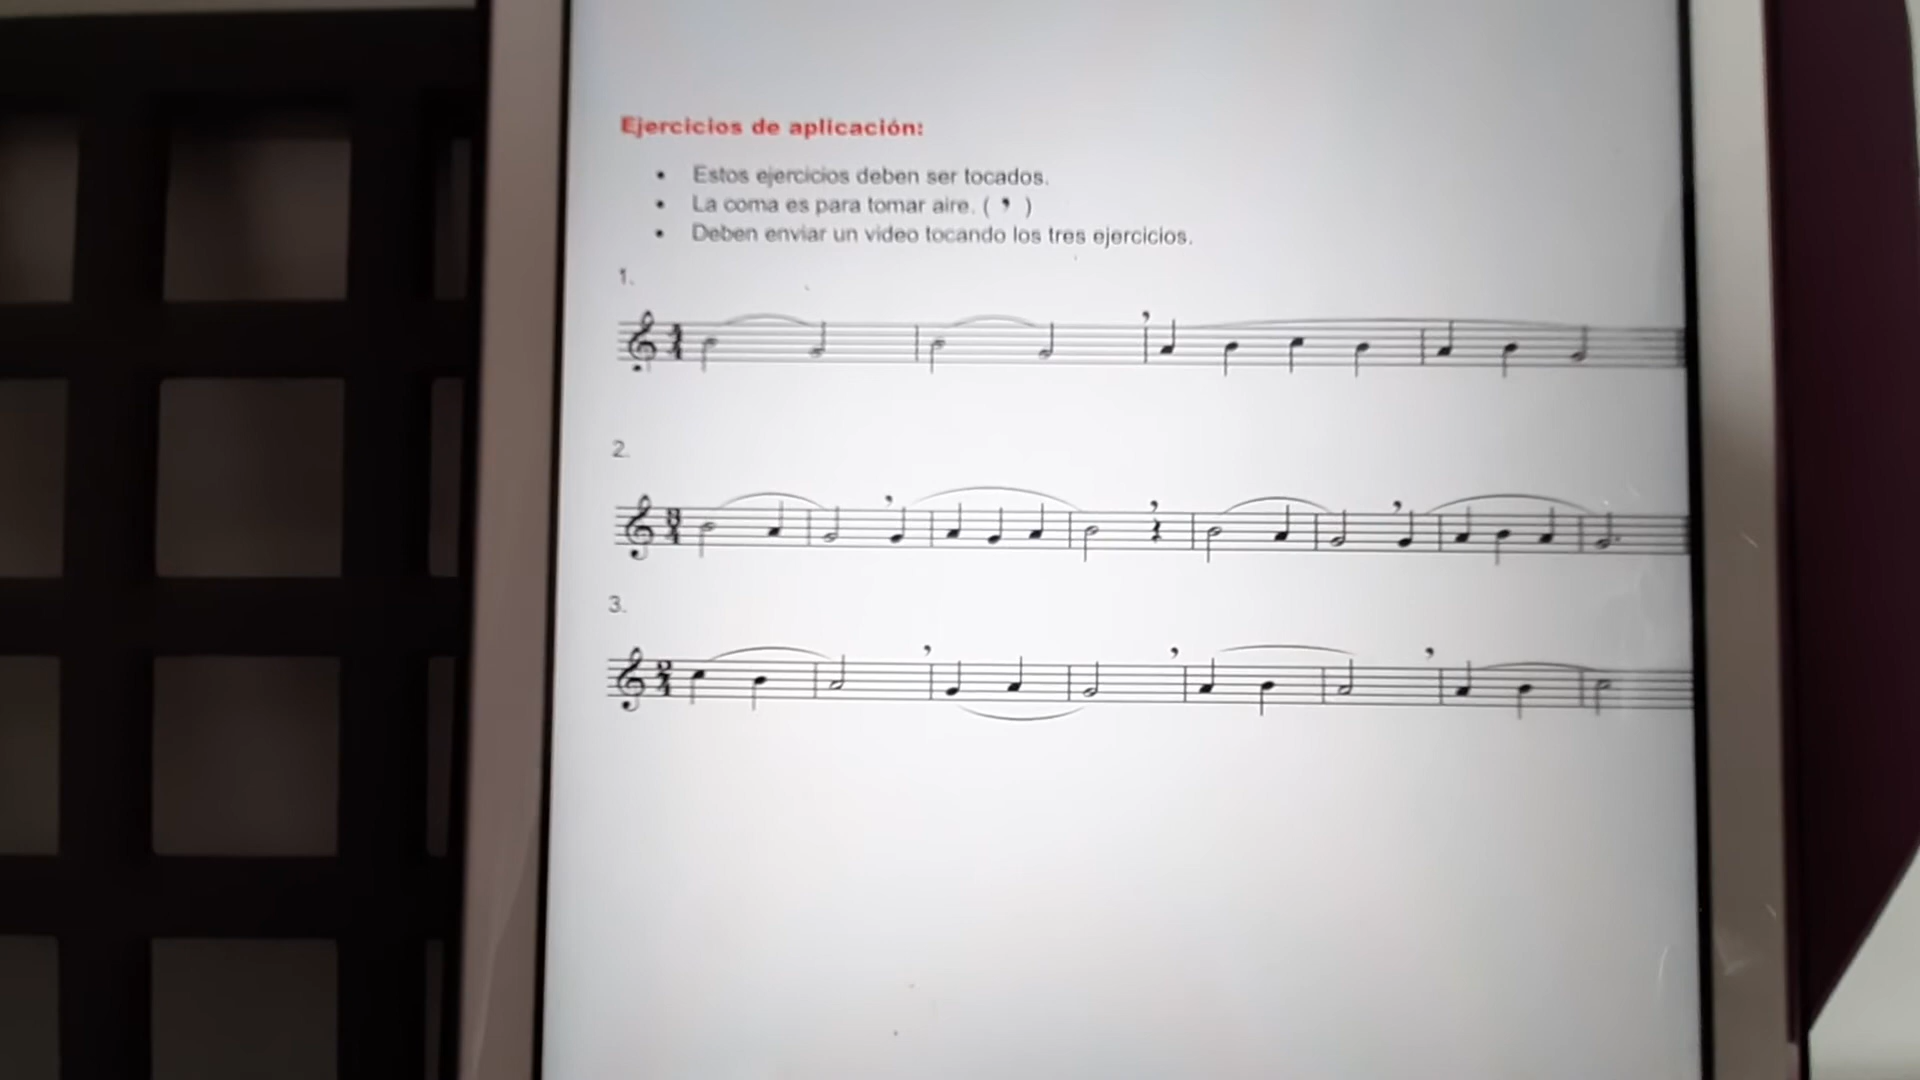 Ejercicios de aplicación:
• Estos ejercicios deben ser tocados.
• La coma es para tomar aire. ( , )
• Deben enviar un video tocando los tres ejercicios.
1.
2.
3.